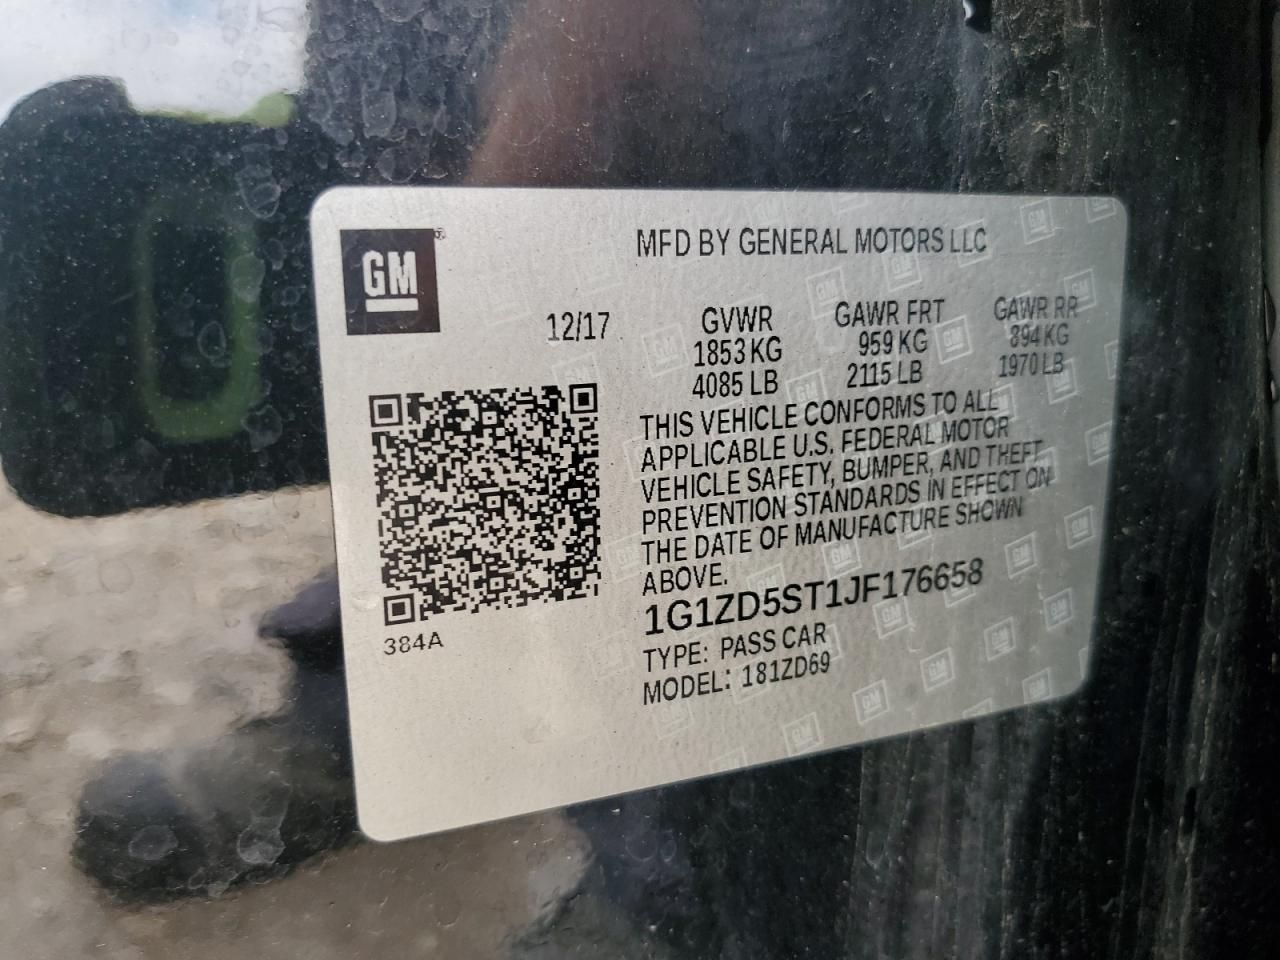 GM®
MFD BY GENERAL MOTORS LLC
12/17
GVWR GAWR FRT GAWR RR
1853 KG 959 KG 894 KG
4085 LB 2115 LB 1970 LB
THIS VEHICLE CONFORMS TO ALL
APPLICABLE U.S. FEDERAL MOTOR
VEHICLE SAFETY, BUMPER, AND THEFT
PREVENTION STANDARDS IN EFFECT ON
THE DATE OF MANUFACTURE SHOWN
ABOVE.
1G1ZD5ST1JF176658
TYPE: PASS CAR
MODEL: 181ZD69
384A